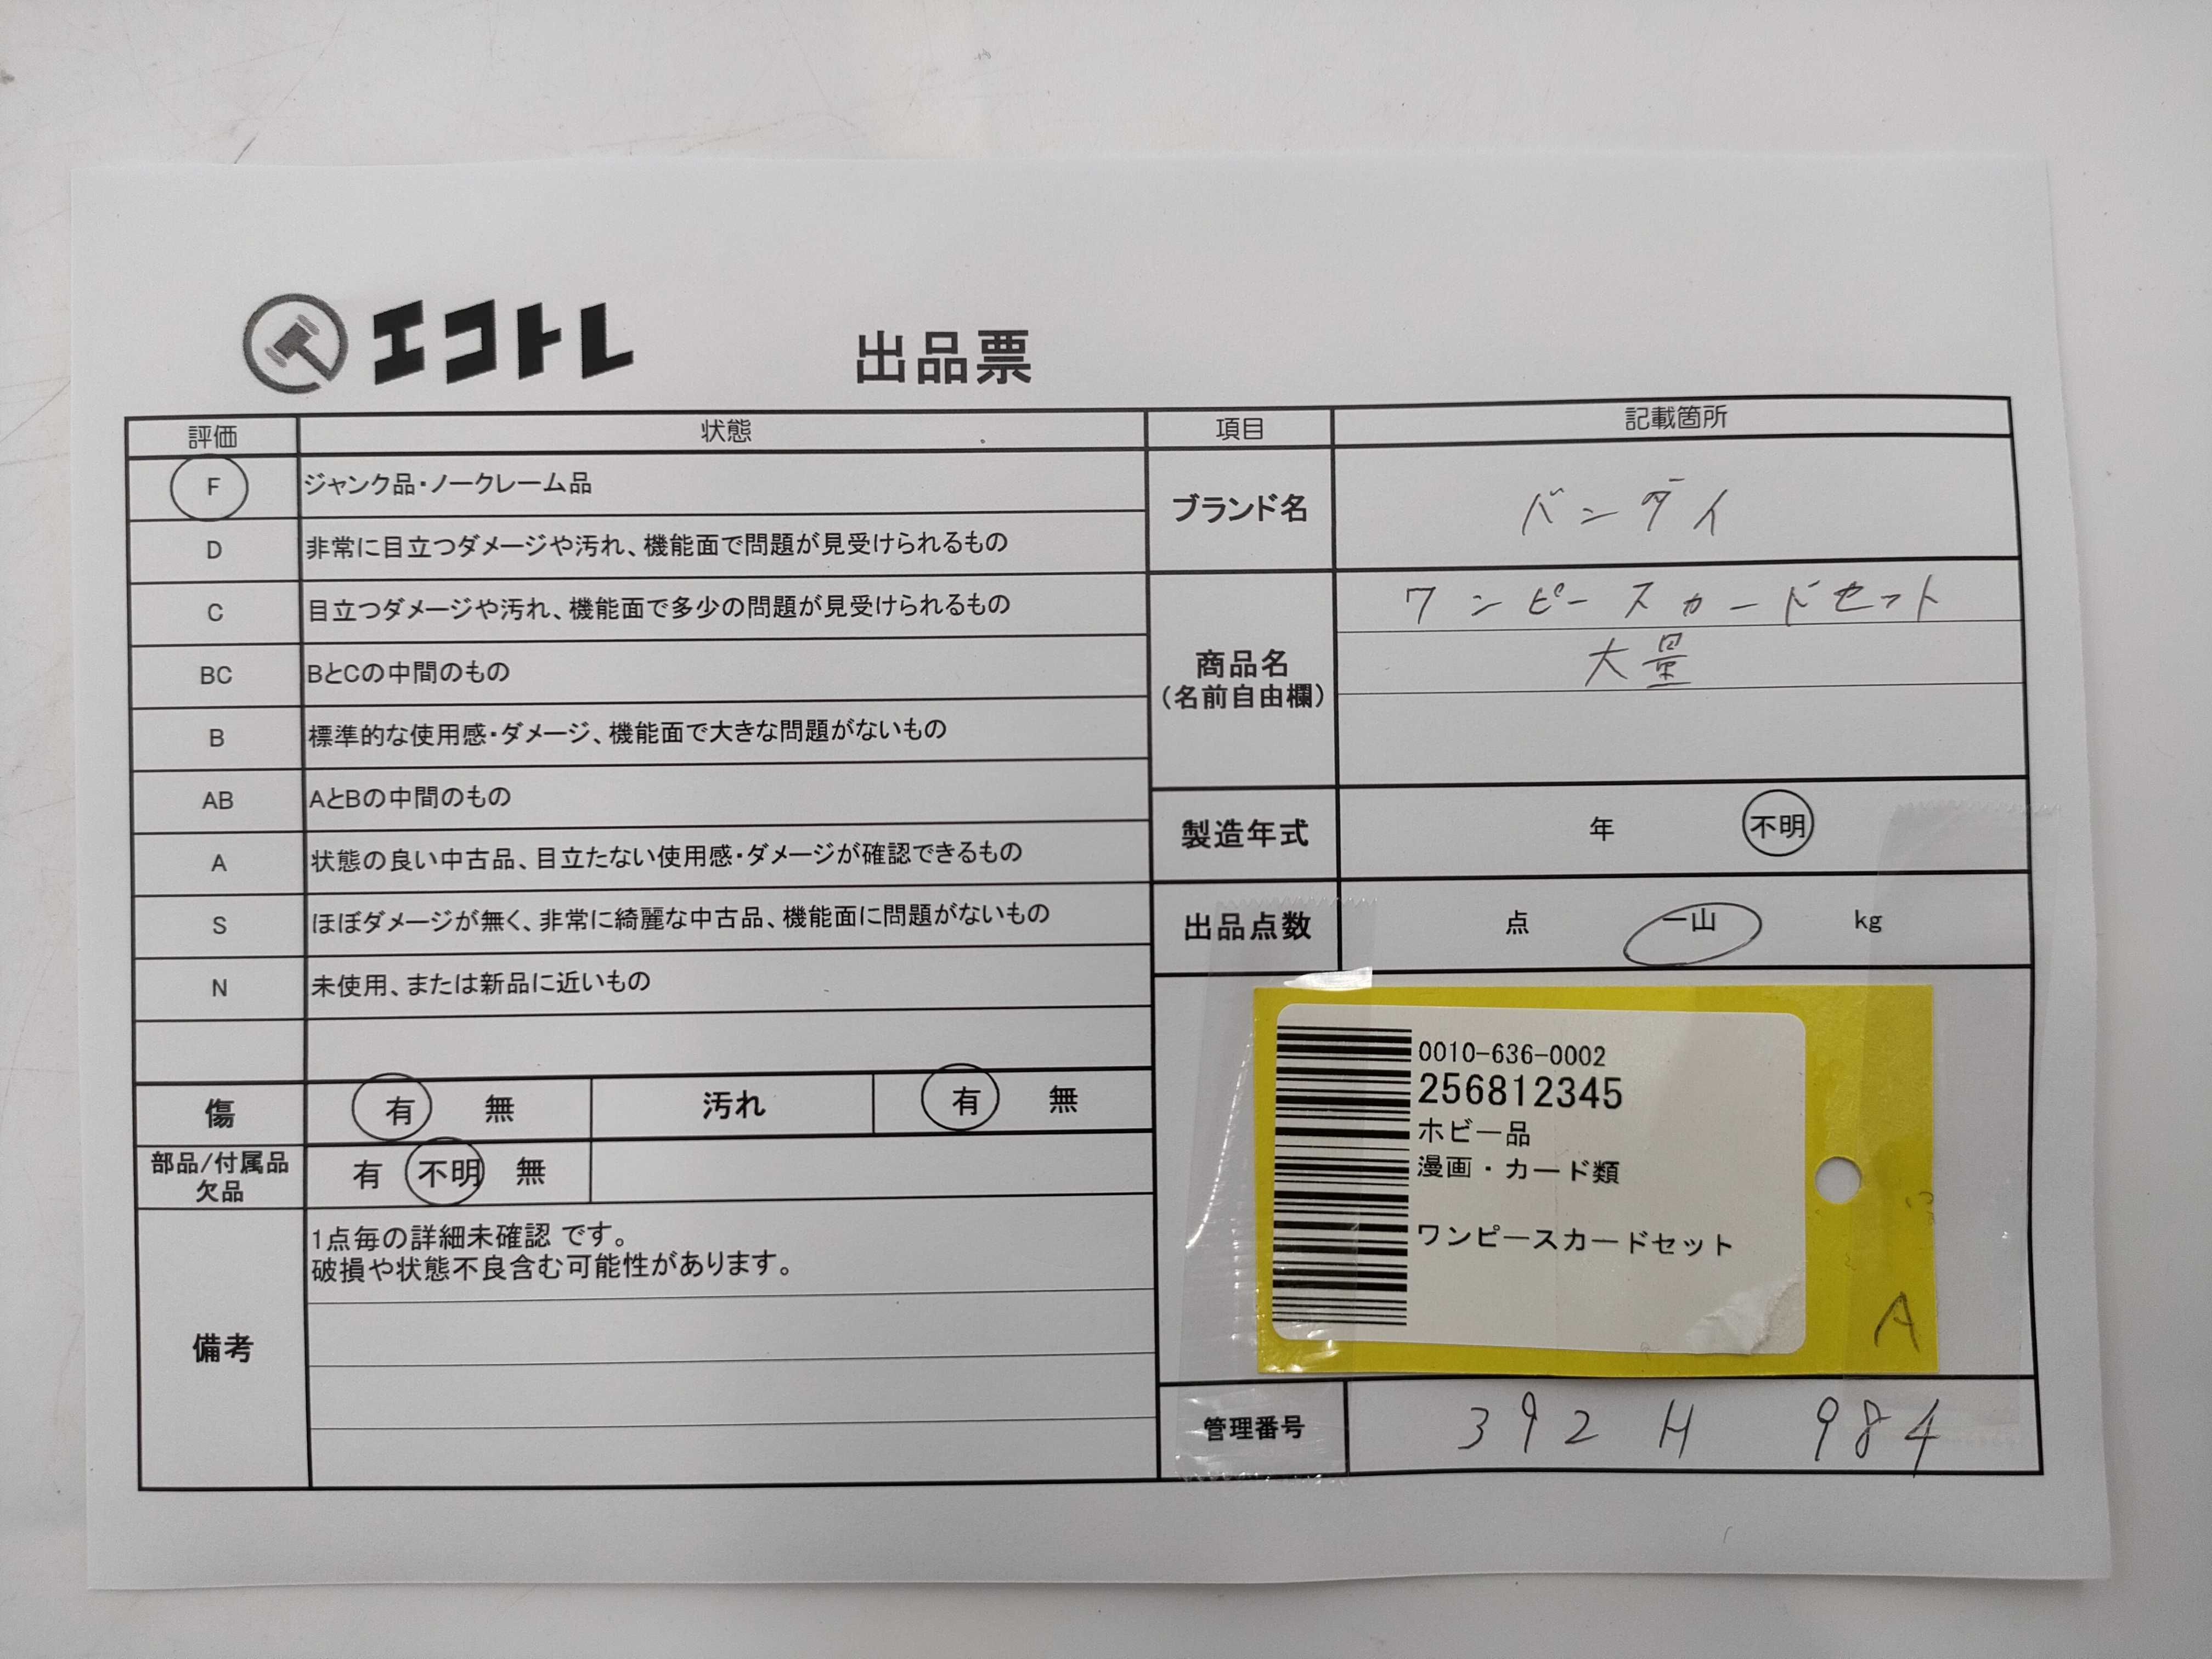 エコトレ
出品票
評価 状態
F ジャンク品・ノークレーム品
D 非常に目立つダメージや汚れ、機能面で問題が見受けられるもの
C 目立つダメージや汚れ、機能面で多少の問題が見受けられるもの
BC BとCの中間のもの
B 標準的な使用感・ダメージ、機能面で大きな問題がないもの
AB AとBの中間のもの
A 状態の良い中古品、目立たない使用感・ダメージが確認できるもの
S ほぼダメージが無く、非常に綺麗な中古品、機能面に問題がないもの
N 未使用、または新品に近いもの
傷 有 無 汚れ 有 無
部品/付属品
欠品
有 不明 無
備考
1点毎の詳細未確認 です。
破損や状態不良含む可能性があります。
項目 記載箇所
ブランド名 バンダイ
商品名
(名前自由欄)
ワンピースカードセット
大量
製造年式 年 不明
出品点数 点 一山 kg
0010-636-0002
256812345
ホビー品
漫画・カード類
ワンピースカードセット
A
管理番号 392 H 984